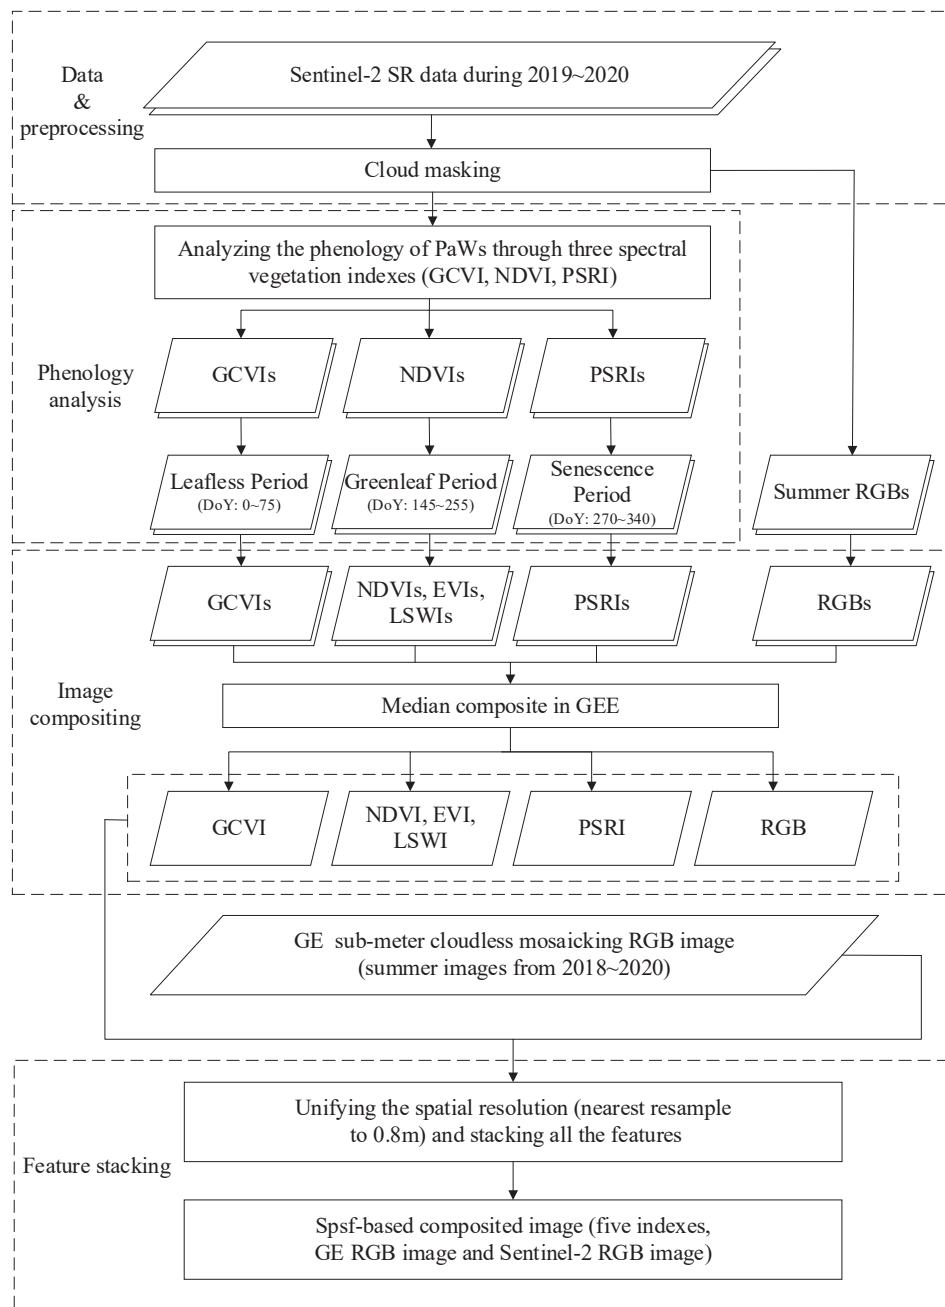 Data
&
preprocessing
Sentinel-2 SR data during 2019~2020
Cloud masking
Analyzing the phenology of PaWs through three spectral
vegetation indexes (GCVI, NDVI, PSRI)
Phenology
analysis
GCVIs
NDVIs
PSRIs
Leafless Period
(DoY: 0~75)
Greenleaf Period
(DoY: 145~255)
Senescence
Period
(DoY: 270~340)
Summer RGBs
GCVIs
NDVIs, EVIs,
LSWIs
PSRIs
RGBs
Image
compositing
Median composite in GEE
GCVI
NDVI, EVI,
LSWI
PSRI
RGB
GE sub-meter cloudless mosaicking RGB image
(summer images from 2018~2020)
Feature stacking
Unifying the spatial resolution (nearest resample
to 0.8m) and stacking all the features
Spsf-based composited image (five indexes,
GE RGB image and Sentinel-2 RGB image)